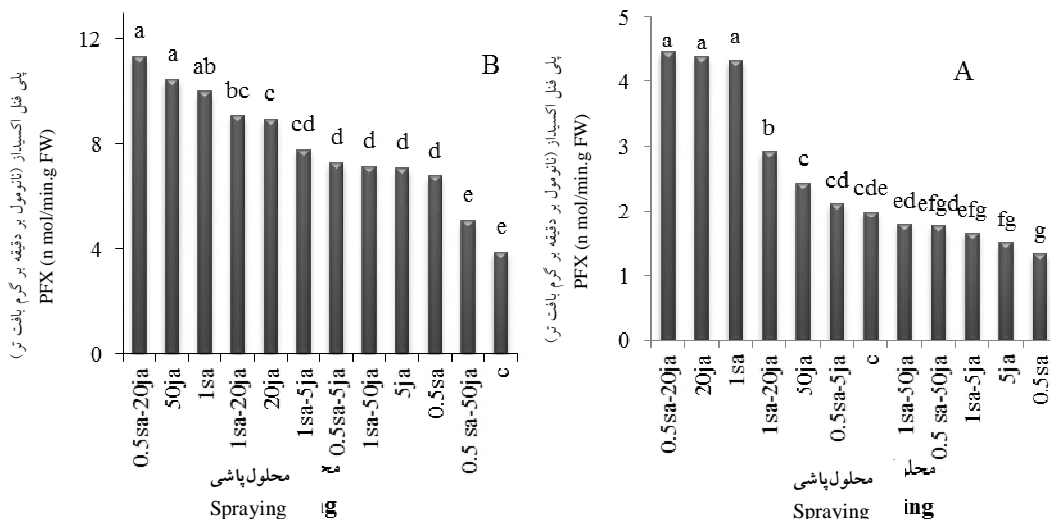 B
a
a
ab
bc
c
cd
d
d
d
d
e
e
12
8
4
0
پلی فنل اکسیداز (نانومول بر دقیقه بر گرم بافت تر)
PFX (n mol/min.g FW)
0.5sa-20ja
50ja
1sa
1sa-20ja
20ja
1sa-5ja
0.5sa-5ja
1sa-50ja
5ja
0.5sa
0.5 sa-50ja
c
محلول‌پاشی
Spraying
A
a
a
a
b
c
cd
cde
ed
efgd
efg
fg
g
5
4
3
2
1
0
پلی فنل اکسیداز (نانومول بر دقیقه بر گرم بافت تر)
PFX (n mol/min.g FW)
0.5sa-20ja
20ja
1sa
1sa-20ja
50ja
0.5sa-5ja
c
1sa-50ja
0.5 sa-50ja
1sa-5ja
5ja
0.5sa
محلول‌پاشی
Spraying
ing